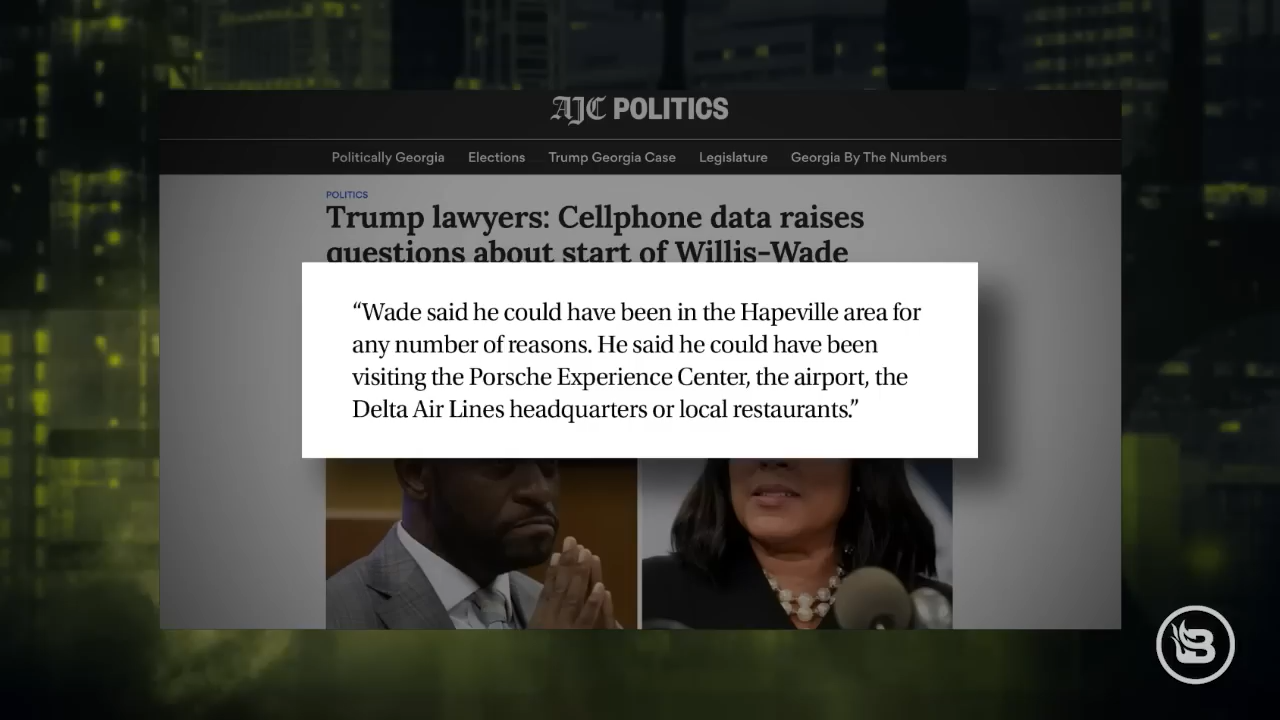 AJC POLITICS
Politically Georgia Elections Trump Georgia Case Legislature Georgia By The Numbers
POLITICS
Trump lawyers: Cellphone data raises
questions about start of Willis-Wade
“Wade said he could have been in the Hapeville area for
any number of reasons. He said he could have been
visiting the Porsche Experience Center, the airport, the
Delta Air Lines headquarters or local restaurants.”
B